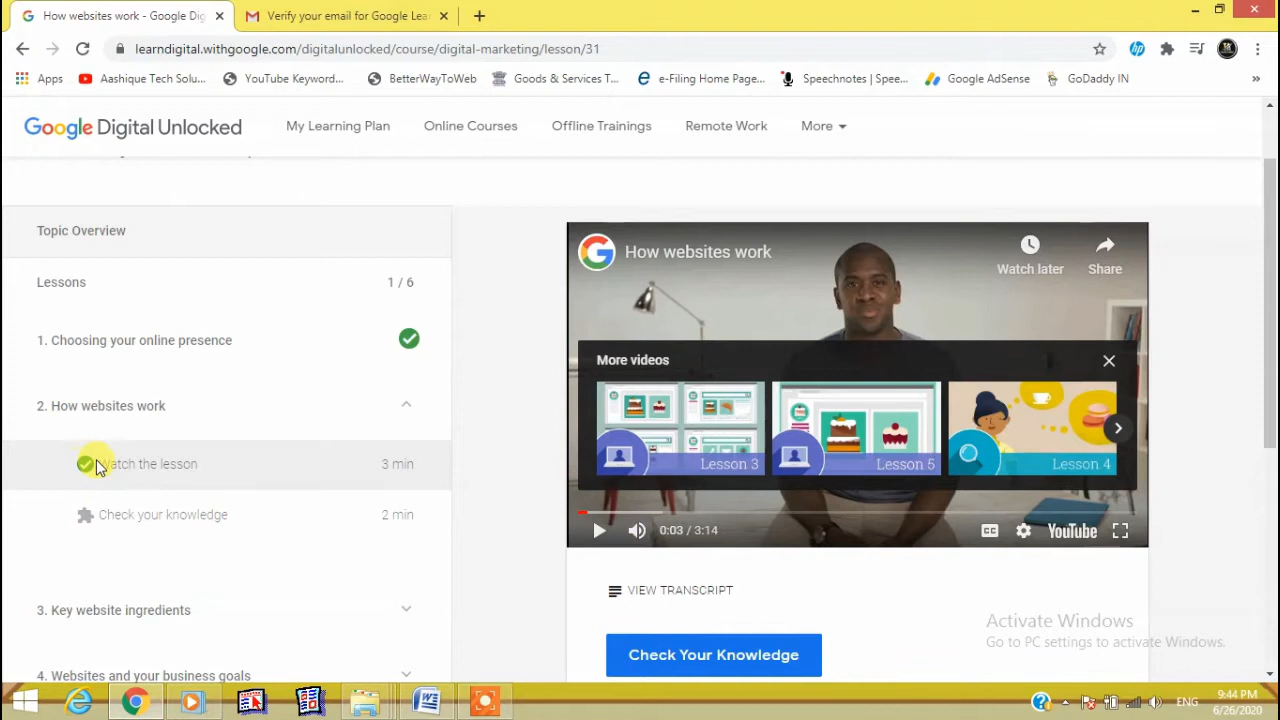 How websites work - Google Dig
Verify your email for Google Lear
learndigital.withgoogle.com/digitalunlocked/course/digital-marketing/lesson/31
Apps
Aashique Tech Solu...
YouTube Keyword...
BetterWayToWeb
Goods & Services T...
e-Filing Home Page...
Speechnotes | Spee...
Google AdSense
GoDaddy IN
Google Digital Unlocked
My Learning Plan
Online Courses
Offline Trainings
Remote Work
More
Topic Overview
Lessons 1 / 6
1. Choosing your online presence
2. How websites work
Watch the lesson 3 min
Check your knowledge 2 min
3. Key website ingredients
4. Websites and your business goals
How websites work
Watch later
Share
More videos
Lesson 3
Lesson 5
Lesson 4
0:03 / 3:14
CC
YouTube
VIEW TRANSCRIPT
Check Your Knowledge
Activate Windows
Go to PC settings to activate Windows.
ENG
9:44 PM
6/26/2020